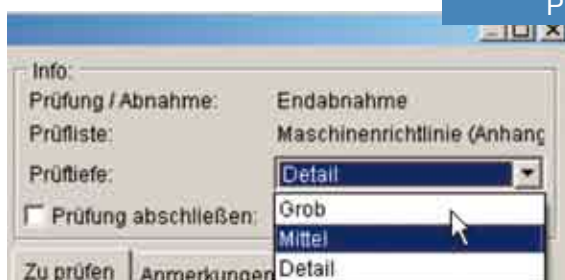 P
Info:
Prüfung / Abnahme: Endabnahme
Prüfliste: Maschinenrichtlinie (Anhang
Prüftiefe: Detail
Prüfung abschließen: Grob
Mittel
Zu prüfen Anmerkungen Detail